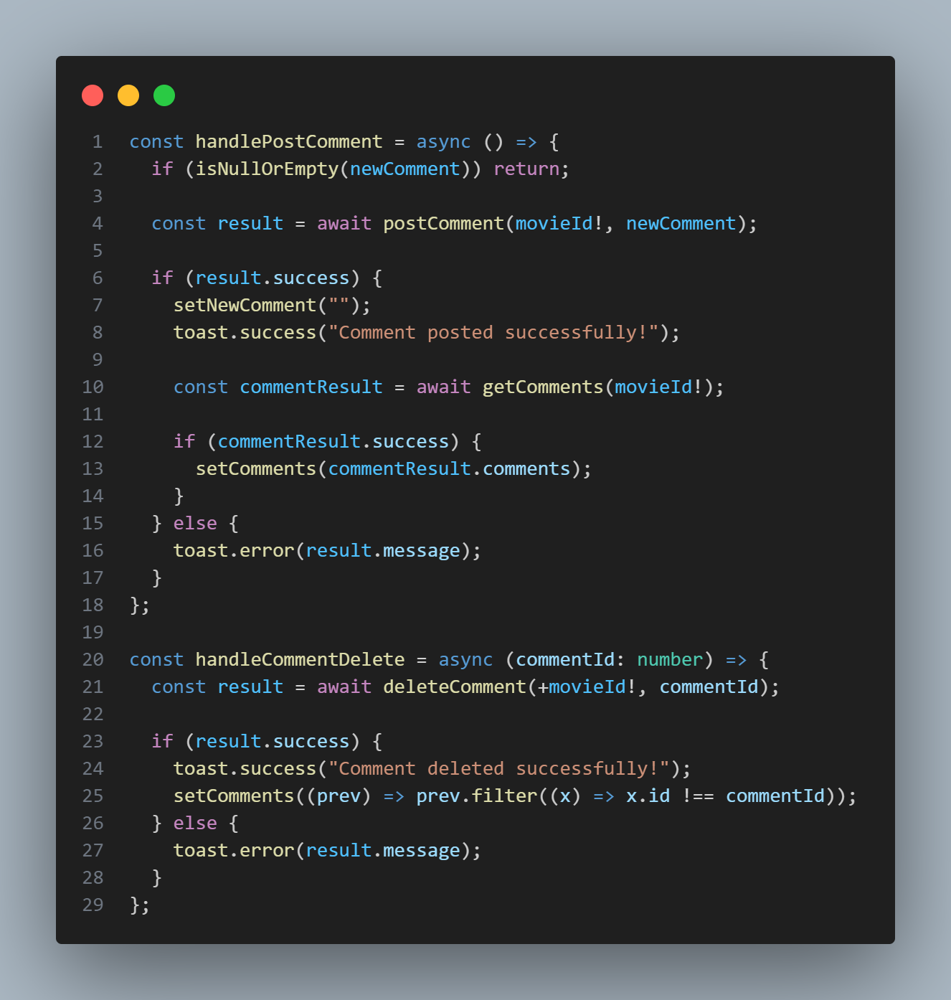 1 const handlePostComment = async () => {
2   if (isNullOrEmpty(newComment)) return;
3
4   const result = await postComment(movieId!, newComment);
5
6   if (result.success) {
7     setNewComment("");
8     toast.success("Comment posted successfully!");
9
10     const commentResult = await getComments(movieId!);
11
12     if (commentResult.success) {
13       setComments(commentResult.comments);
14     }
15   } else {
16     toast.error(result.message);
17   }
18 };
19
20 const handleCommentDelete = async (commentId: number) => {
21   const result = await deleteComment(+movieId!, commentId);
22
23   if (result.success) {
24     toast.success("Comment deleted successfully!");
25     setComments((prev) => prev.filter((x) => x.id !== commentId));
26   } else {
27     toast.error(result.message);
28   }
29 };